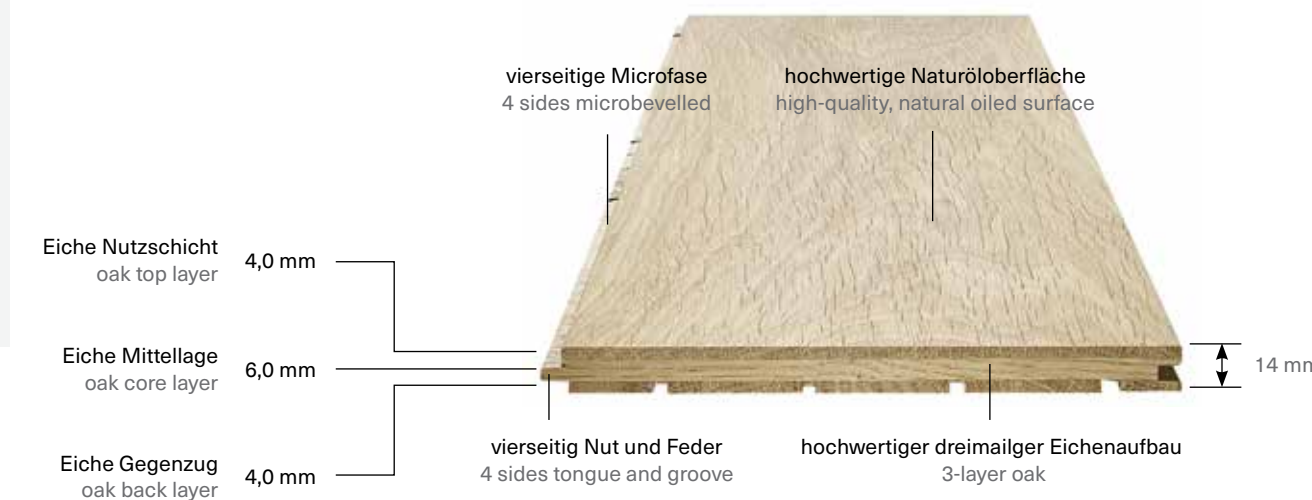 vierseitige Microfase
4 sides microbevelled
hochwertige Naturöloberfläche
high-quality, natural oiled surface
Eiche Nutzschicht
oak top layer
4,0 mm
Eiche Mittellage
oak core layer
6,0 mm
14 mm
vierseitig Nut und Feder
4 sides tongue and groove
hochwertiger dreimailger Eichenaufbau
3-layer oak
Eiche Gegenzug
oak back layer
4,0 mm